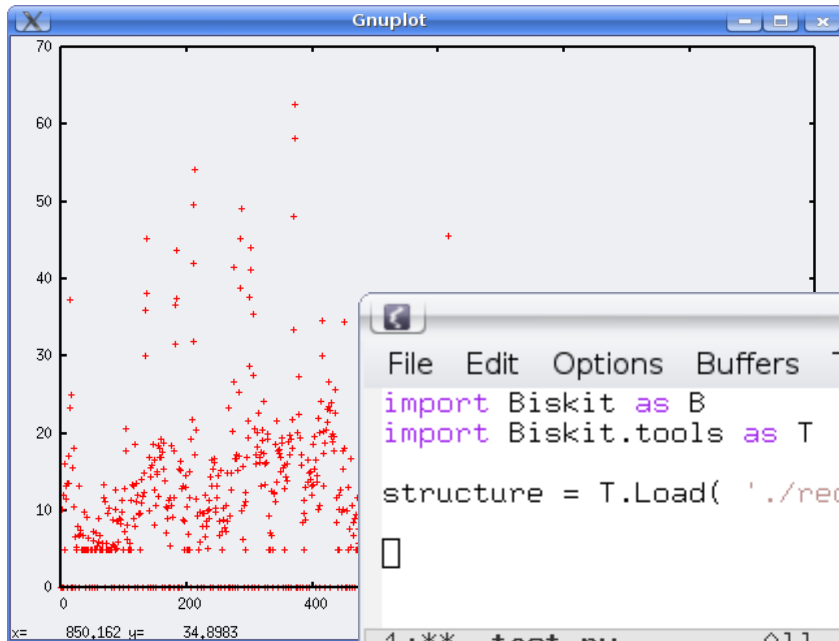 Gnuplot
70
60
50
40
30
20
10
0
0 200 400
x= 850,162 y= 34,8983
File Edit Options Buffers
import Biskit as B
import Biskit.tools as T
structure = T.Load( './rec